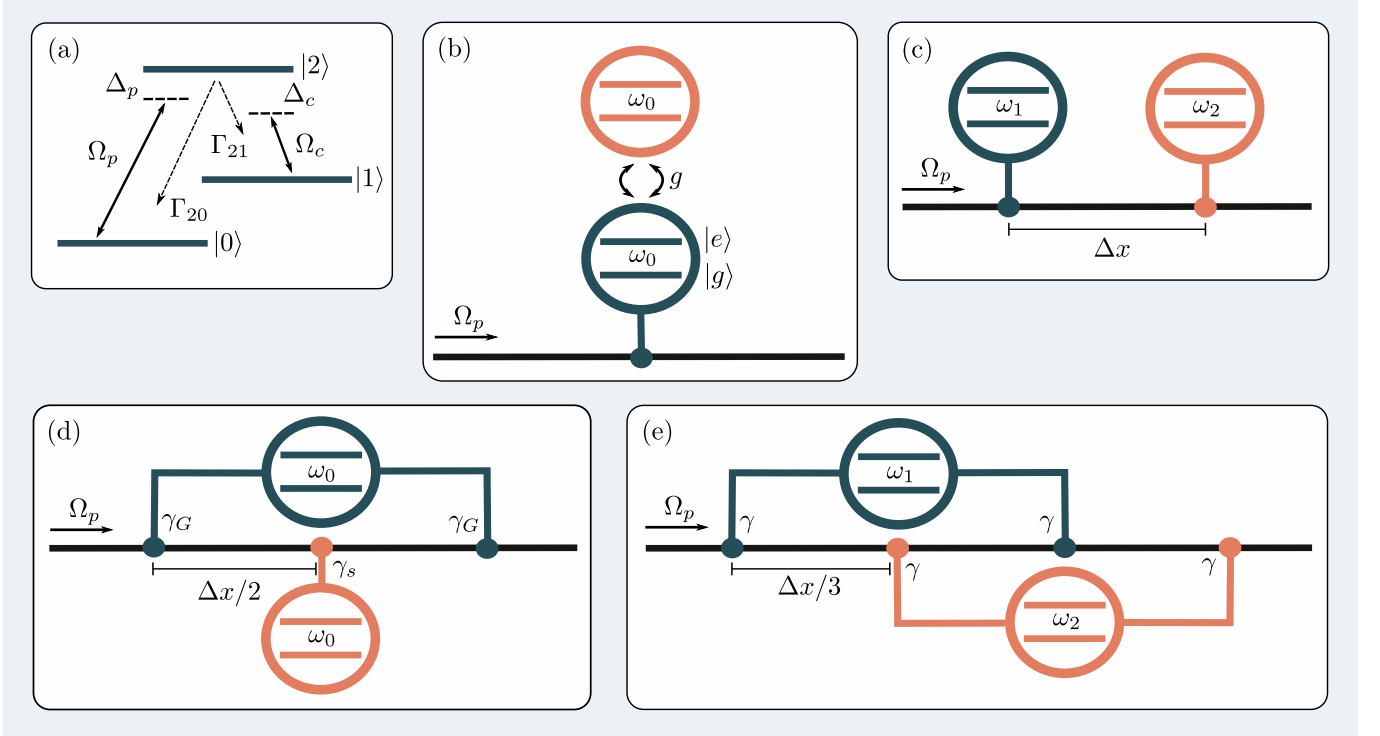 (a)
|2⟩
Δp
Δc
Ωp
Γ21
Ωc
|1⟩
Γ20
|0⟩
(b)
ω0
g
|e⟩
ω0
|g⟩
Ωp
(c)
ω1
ω2
Ωp
Δx
(d)
ω0
Ωp
γG
γG
γs
Δx/2
ω0
(e)
ω1
Ωp
γ
γ
γ
γ
Δx/3
ω2